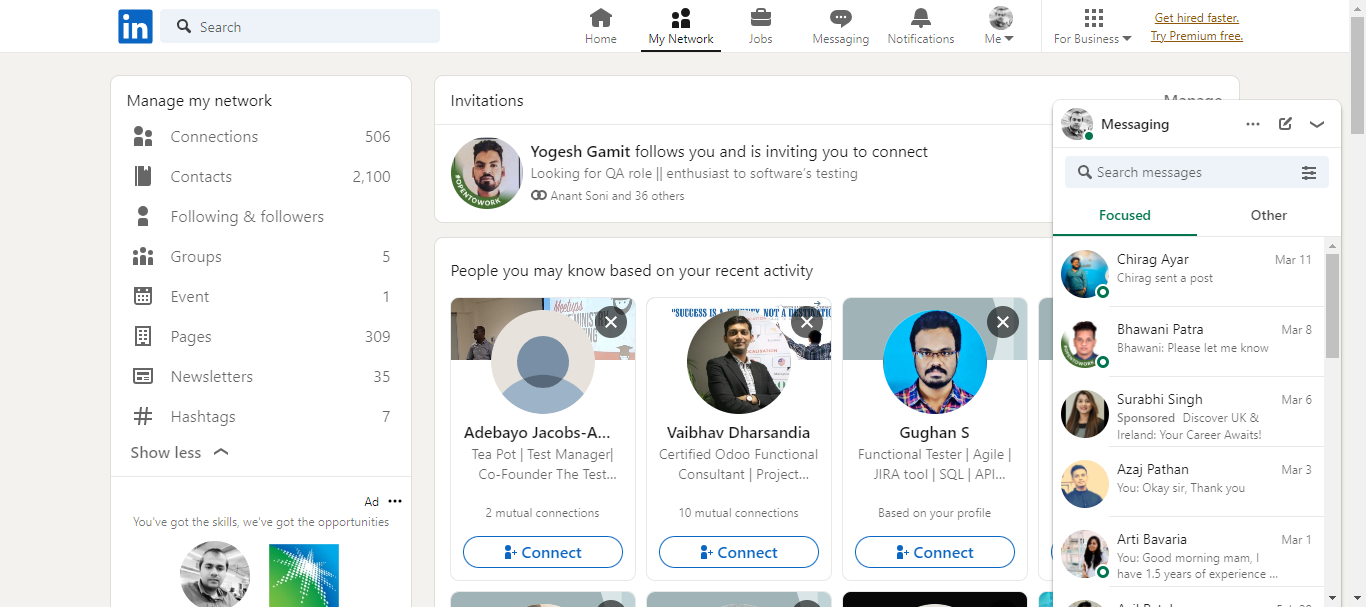 in
Search
Home
My Network
Jobs
Messaging
Notifications
Me
For Business
Get hired faster.
Try Premium free.
Manage my network
Connections 506
Contacts 2,100
Following & followers
Groups 5
Event 1
Pages 309
Newsletters 35
Hashtags 7
Show less
Ad
You've got the skills, we've got the opportunities
Invitations
Manage
#OPENTOWORK
Yogesh Gamit follows you and is inviting you to connect
Looking for QA role || enthusiast to software's testing
Anant Soni and 36 others
People you may know based on your recent activity
Meetups
MINISTRY
Adebayo Jacobs-A...
Tea Pot | Test Manager|
Co-Founder The Test...
2 mutual connections
Connect
"SUCCESS IS A JOURNEY, NOT A DESTINATIO
Vaibhav Dharsandia
Certified Odoo Functional
Consultant | Project...
10 mutual connections
Connect
Gughan S
Functional Tester | Agile |
JIRA tool | SQL | API...
Based on your profile
Connect
Messaging
Search messages
Focused
Other
Chirag Ayar Mar 11
Chirag sent a post
Bhawani Patra Mar 8
Bhawani: Please let me know
Surabhi Singh Mar 6
Sponsored Discover UK &
Ireland: Your Career Awaits!
Azaj Pathan Mar 3
You: Okay sir, Thank you
Arti Bavaria Mar 1
You: Good morning mam, I
have 1.5 years of experience ...